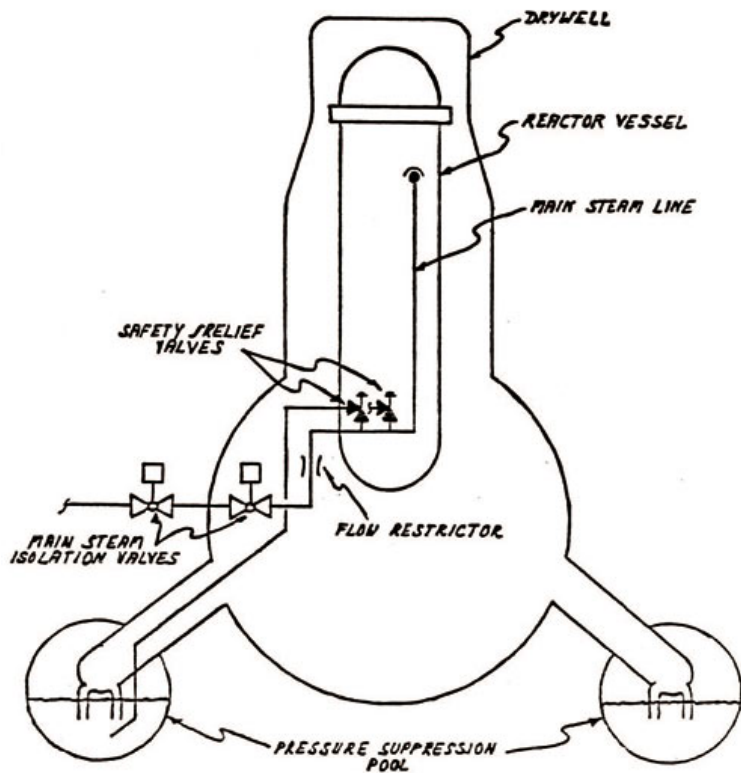 DRYWELL
REACTOR VESSEL
MAIN STEAM LINE
SAFETY/RELIEF
VALVES
FLOW RESTRICTOR
MAIN STEAM
ISOLATION VALVES
PRESSURE SUPPRESSION
POOL